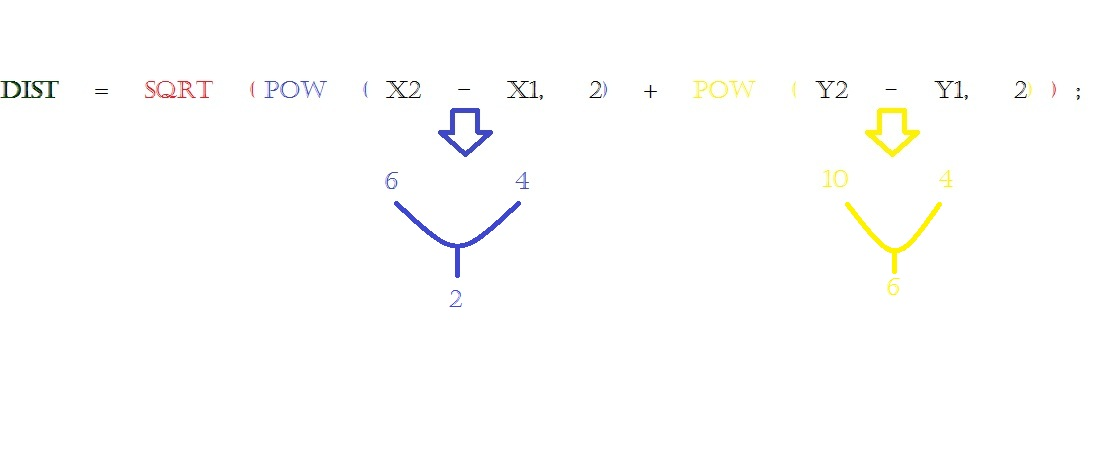 DIST = SQRT (POW (X2 - X1, 2) + POW (Y2 - Y1, 2) ) ;
6 4 10 4
2 6